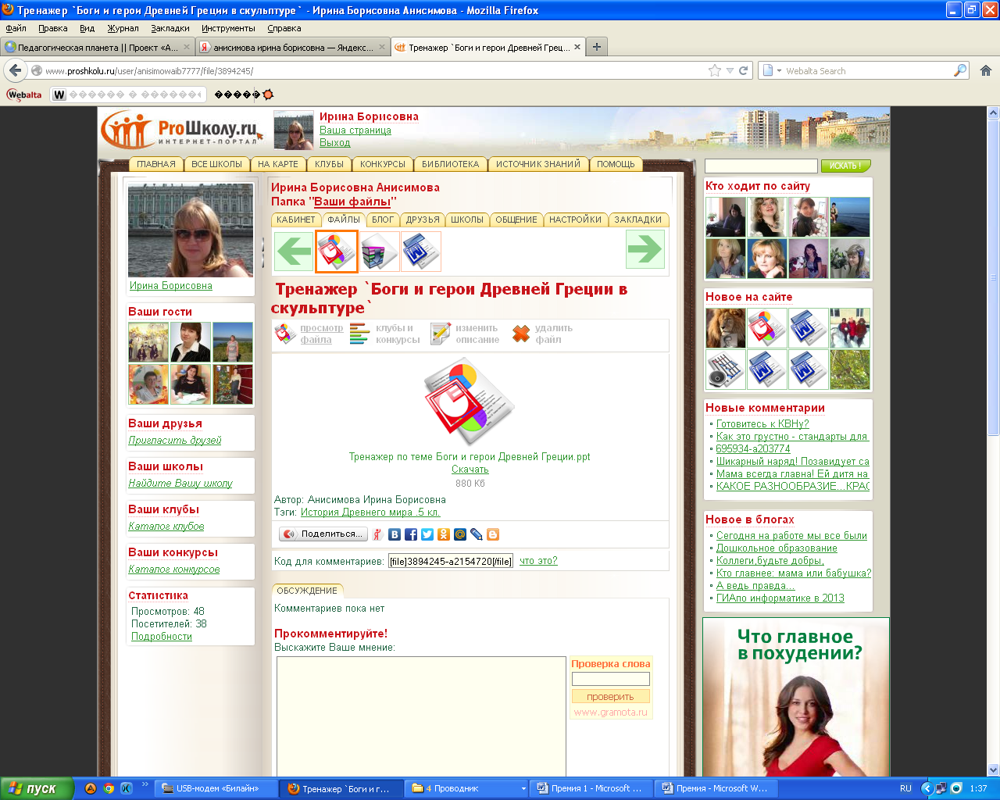 Тренажер `Боги и герои Древней Греции в скульптуре` - Ирина Борисовна Анисимова - Mozilla Firefox
Файл Правка Вид Журнал Закладки Инструменты Справка
Педагогическая планета || Проект «А...
анисимова ирина борисовна — Яндекс...
Тренажер `Боги и герои Древней Грец...
www.proshkolu.ru/user/anisimowaib7777/file/3894245/
Webalta Search
Webalta
W
ProШколу.ru
ИНТЕРНЕТ-ПОРТАЛ
Ирина Борисовна
Ваша страница
Выход
ГЛАВНАЯ ВСЕ ШКОЛЫ НА КАРТЕ КЛУБЫ КОНКУРСЫ БИБЛИОТЕКА ИСТОЧНИК ЗНАНИЙ ПОМОЩЬ
ИСКАТЬ !
Ирина Борисовна
Ваши гости
Ваши друзья
Пригласить друзей
Ваши школы
Найдите Вашу школу
Ваши клубы
Каталог клубов
Ваши конкурсы
Каталог конкурсов
Статистика
Просмотров: 48
Посетителей: 38
Подробности
Ирина Борисовна Анисимова
Папка "Ваши файлы"
КАБИНЕТ ФАЙЛЫ БЛОГ ДРУЗЬЯ ШКОЛЫ ОБЩЕНИЕ НАСТРОЙКИ ЗАКЛАДКИ
Тренажер `Боги и герои Древней Греции в
скульптуре`
просмотр файла
клубы и конкурсы
изменить описание
удалить файл
Тренажер по теме Боги и герои Древней Греции.ppt
Скачать
880 Кб
Автор: Анисимова Ирина Борисовна
Тэги: История Древнего мира .5 кл.
Поделиться...
Код для комментариев: [file]3894245-a2154720[/file] что это?
ОБСУЖДЕНИЕ
Комментариев пока нет
Прокомментируйте!
Выскажите Ваше мнение:
Проверка слова
проверить
www.gramota.ru
Кто ходит по сайту
Новое на сайте
Новые комментарии
Готовитесь к КВНу?
Как это грустно - стандарты для
695934-a203774
Шикарный наряд! Позавидует са
Мама всегда главна! Ей дитя на
КАКОЕ РАЗНООБРАЗИЕ...КРАС
Новое в блогах
Сегодня на работе мы все были
Дошкольное образование
Коллеги,будьте добры,
Кто главнее: мама или бабушка?
А ведь правда...
ГИАпо информатике в 2013
Что главное
в похудении?
пуск
USB-модем «Билайн»
Тренажер `Боги и г...
4 Проводник
Премия 1 - Microsoft ...
Премия - Microsoft W...
RU
1:37